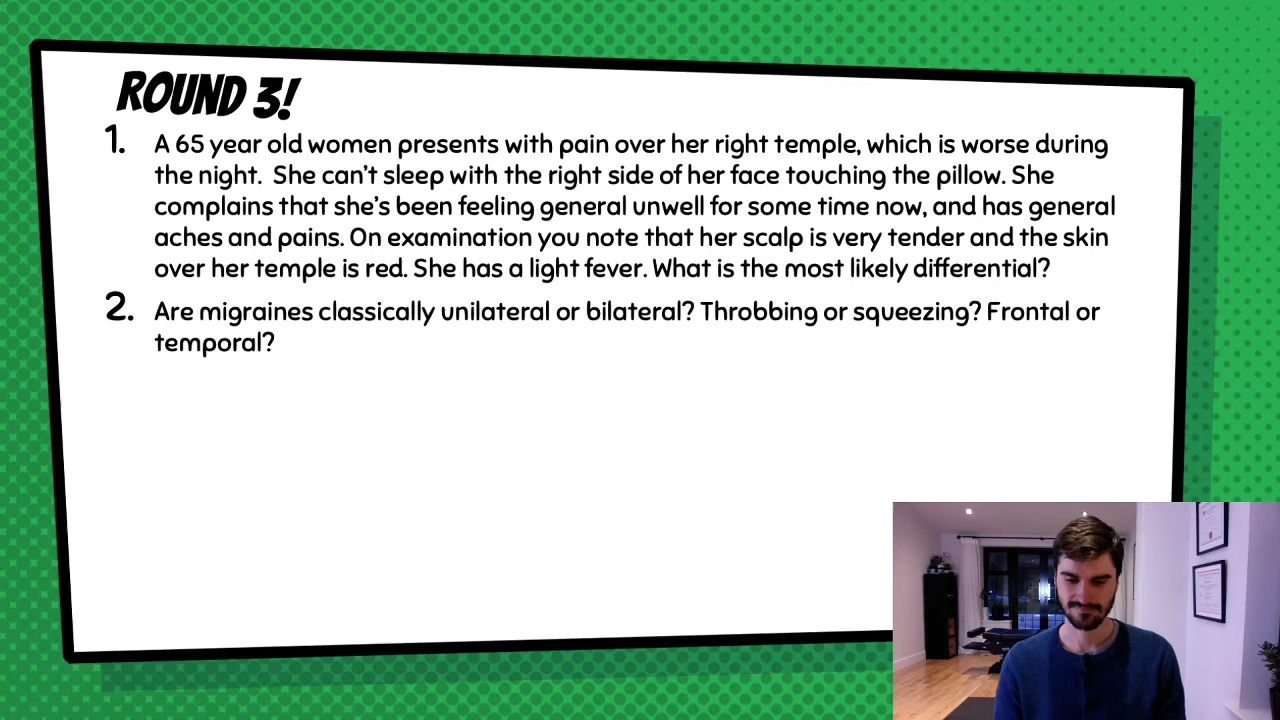 ROUND 3!
1. A 65 year old women presents with pain over her right temple, which is worse during
the night. She can't sleep with the right side of her face touching the pillow. She
complains that she's been feeling general unwell for some time now, and has general
aches and pains. On examination you note that her scalp is very tender and the skin
over her temple is red. She has a light fever. What is the most likely differential?
2. Are migraines classically unilateral or bilateral? Throbbing or squeezing? Frontal or
temporal?